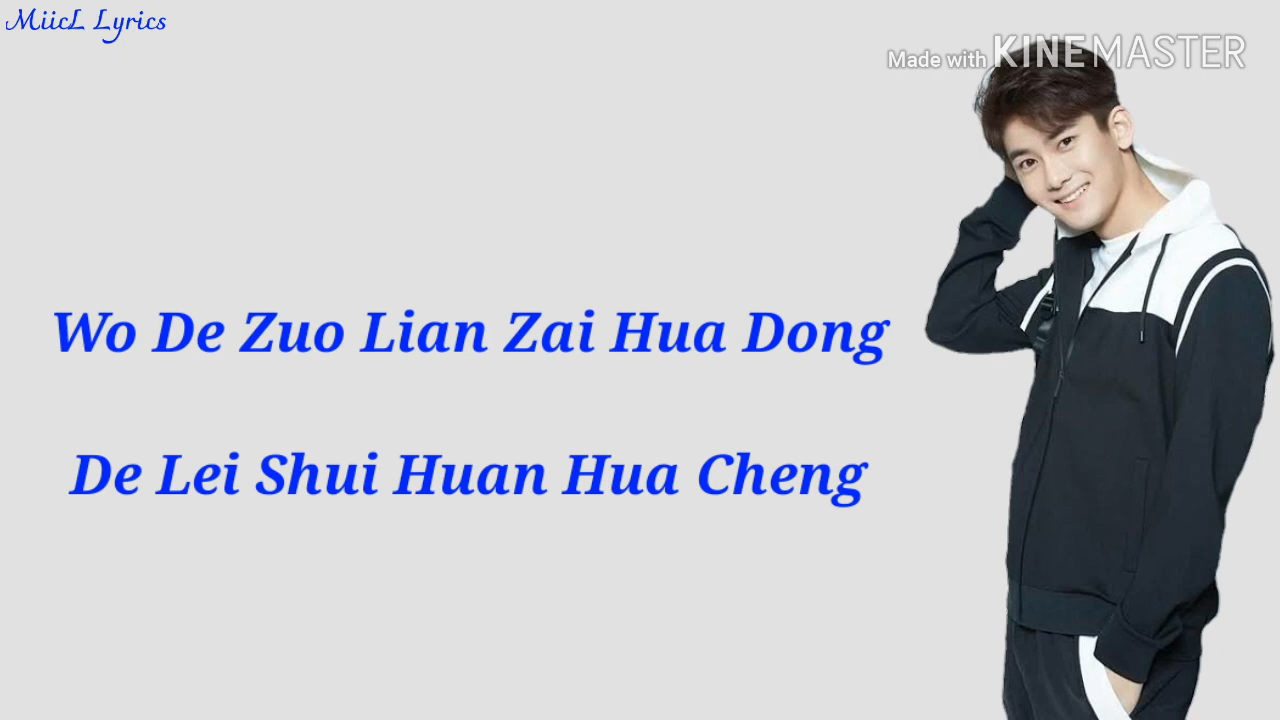 MiicL Lyrics
Made with KINEMASTER
Wo De Zuo Lian Zai Hua Dong
De Lei Shui Huan Hua Cheng